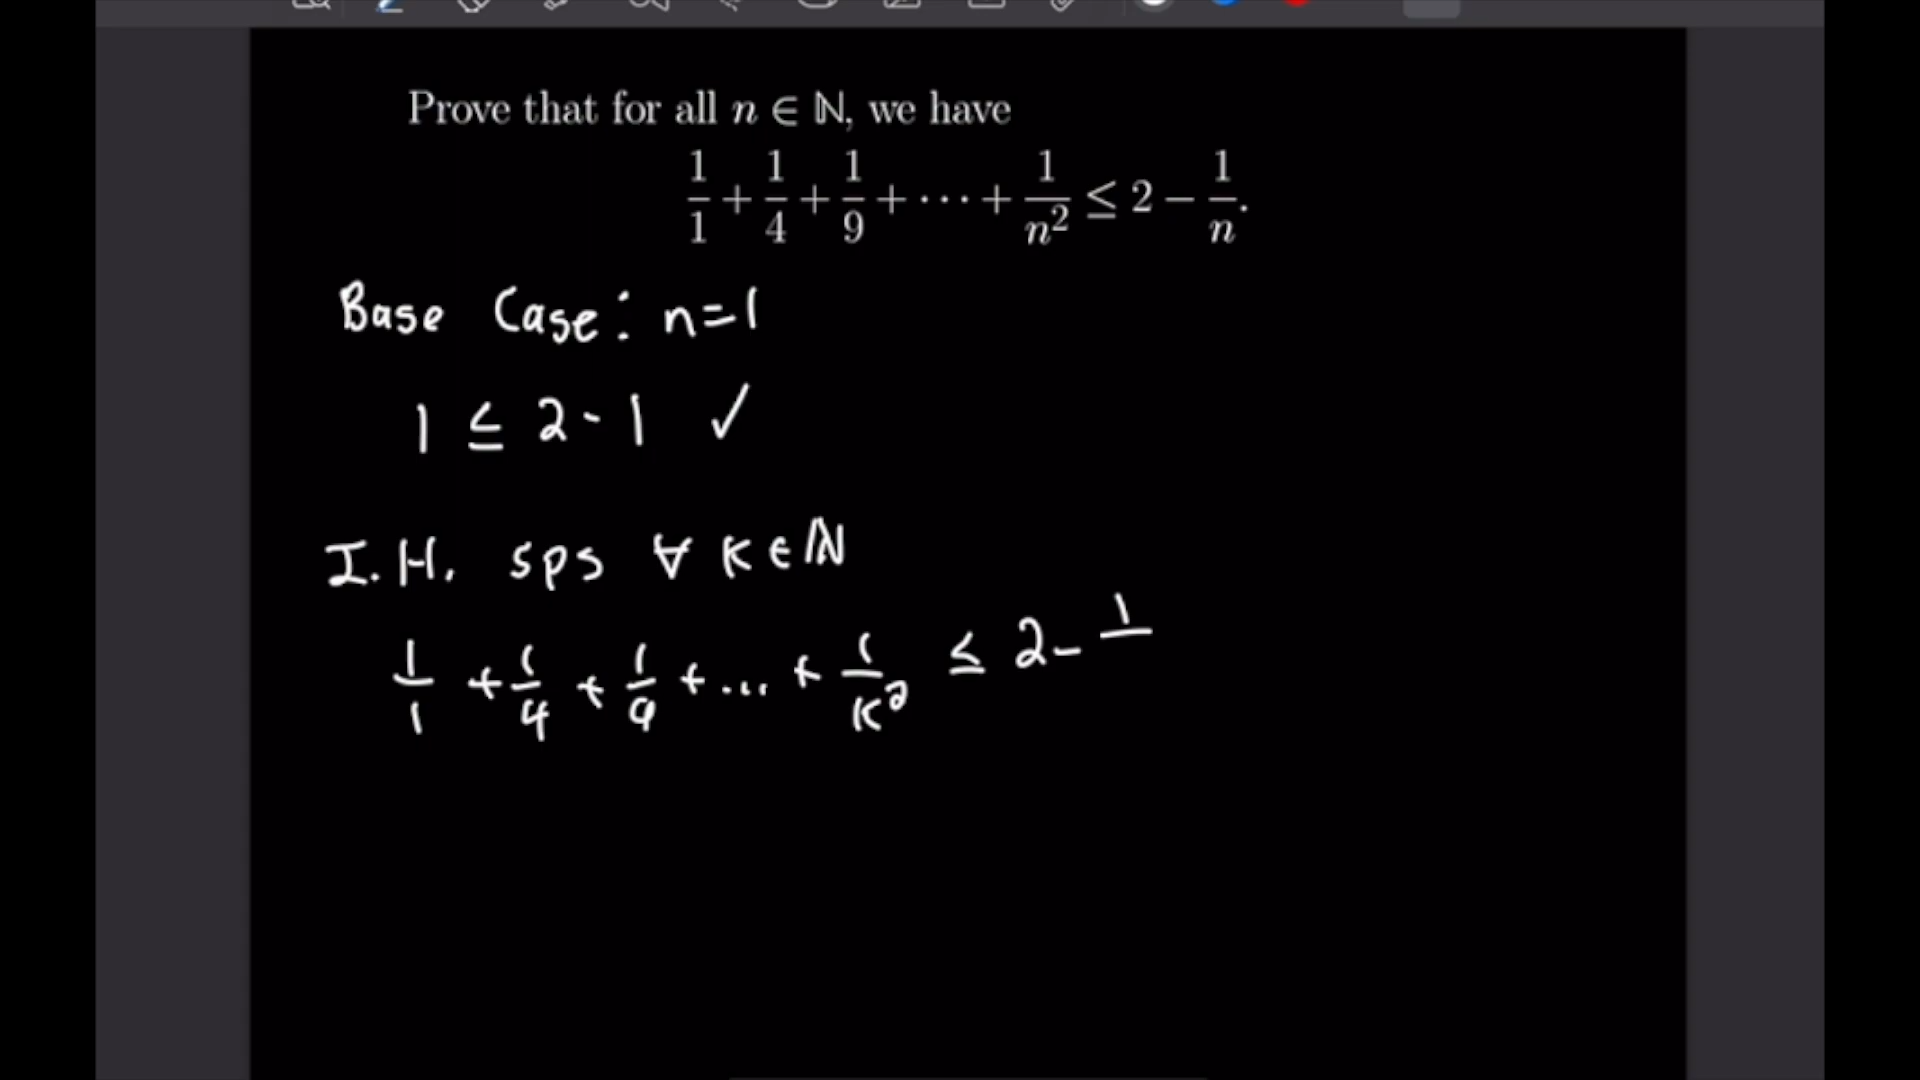 Prove that for all n ∈ ℕ, we have
1/1 + 1/4 + 1/9 + ⋯ + 1/n² ≤ 2 − 1/n.
Base Case: n=1
1 ≤ 2 - 1 ✓
I.H. sps ∀ k ∈ ℕ
1/1 + 1/4 + 1/9 + ... + 1/k² ≤ 2 - 1/